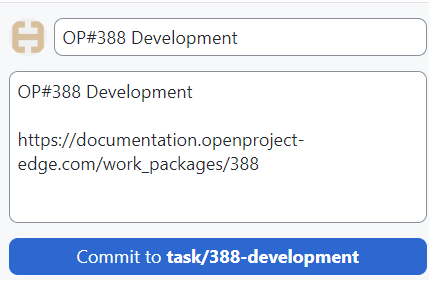 OP#388 Development
OP#388 Development
https://documentation.openproject-
edge.com/work_packages/388
Commit to task/388-development